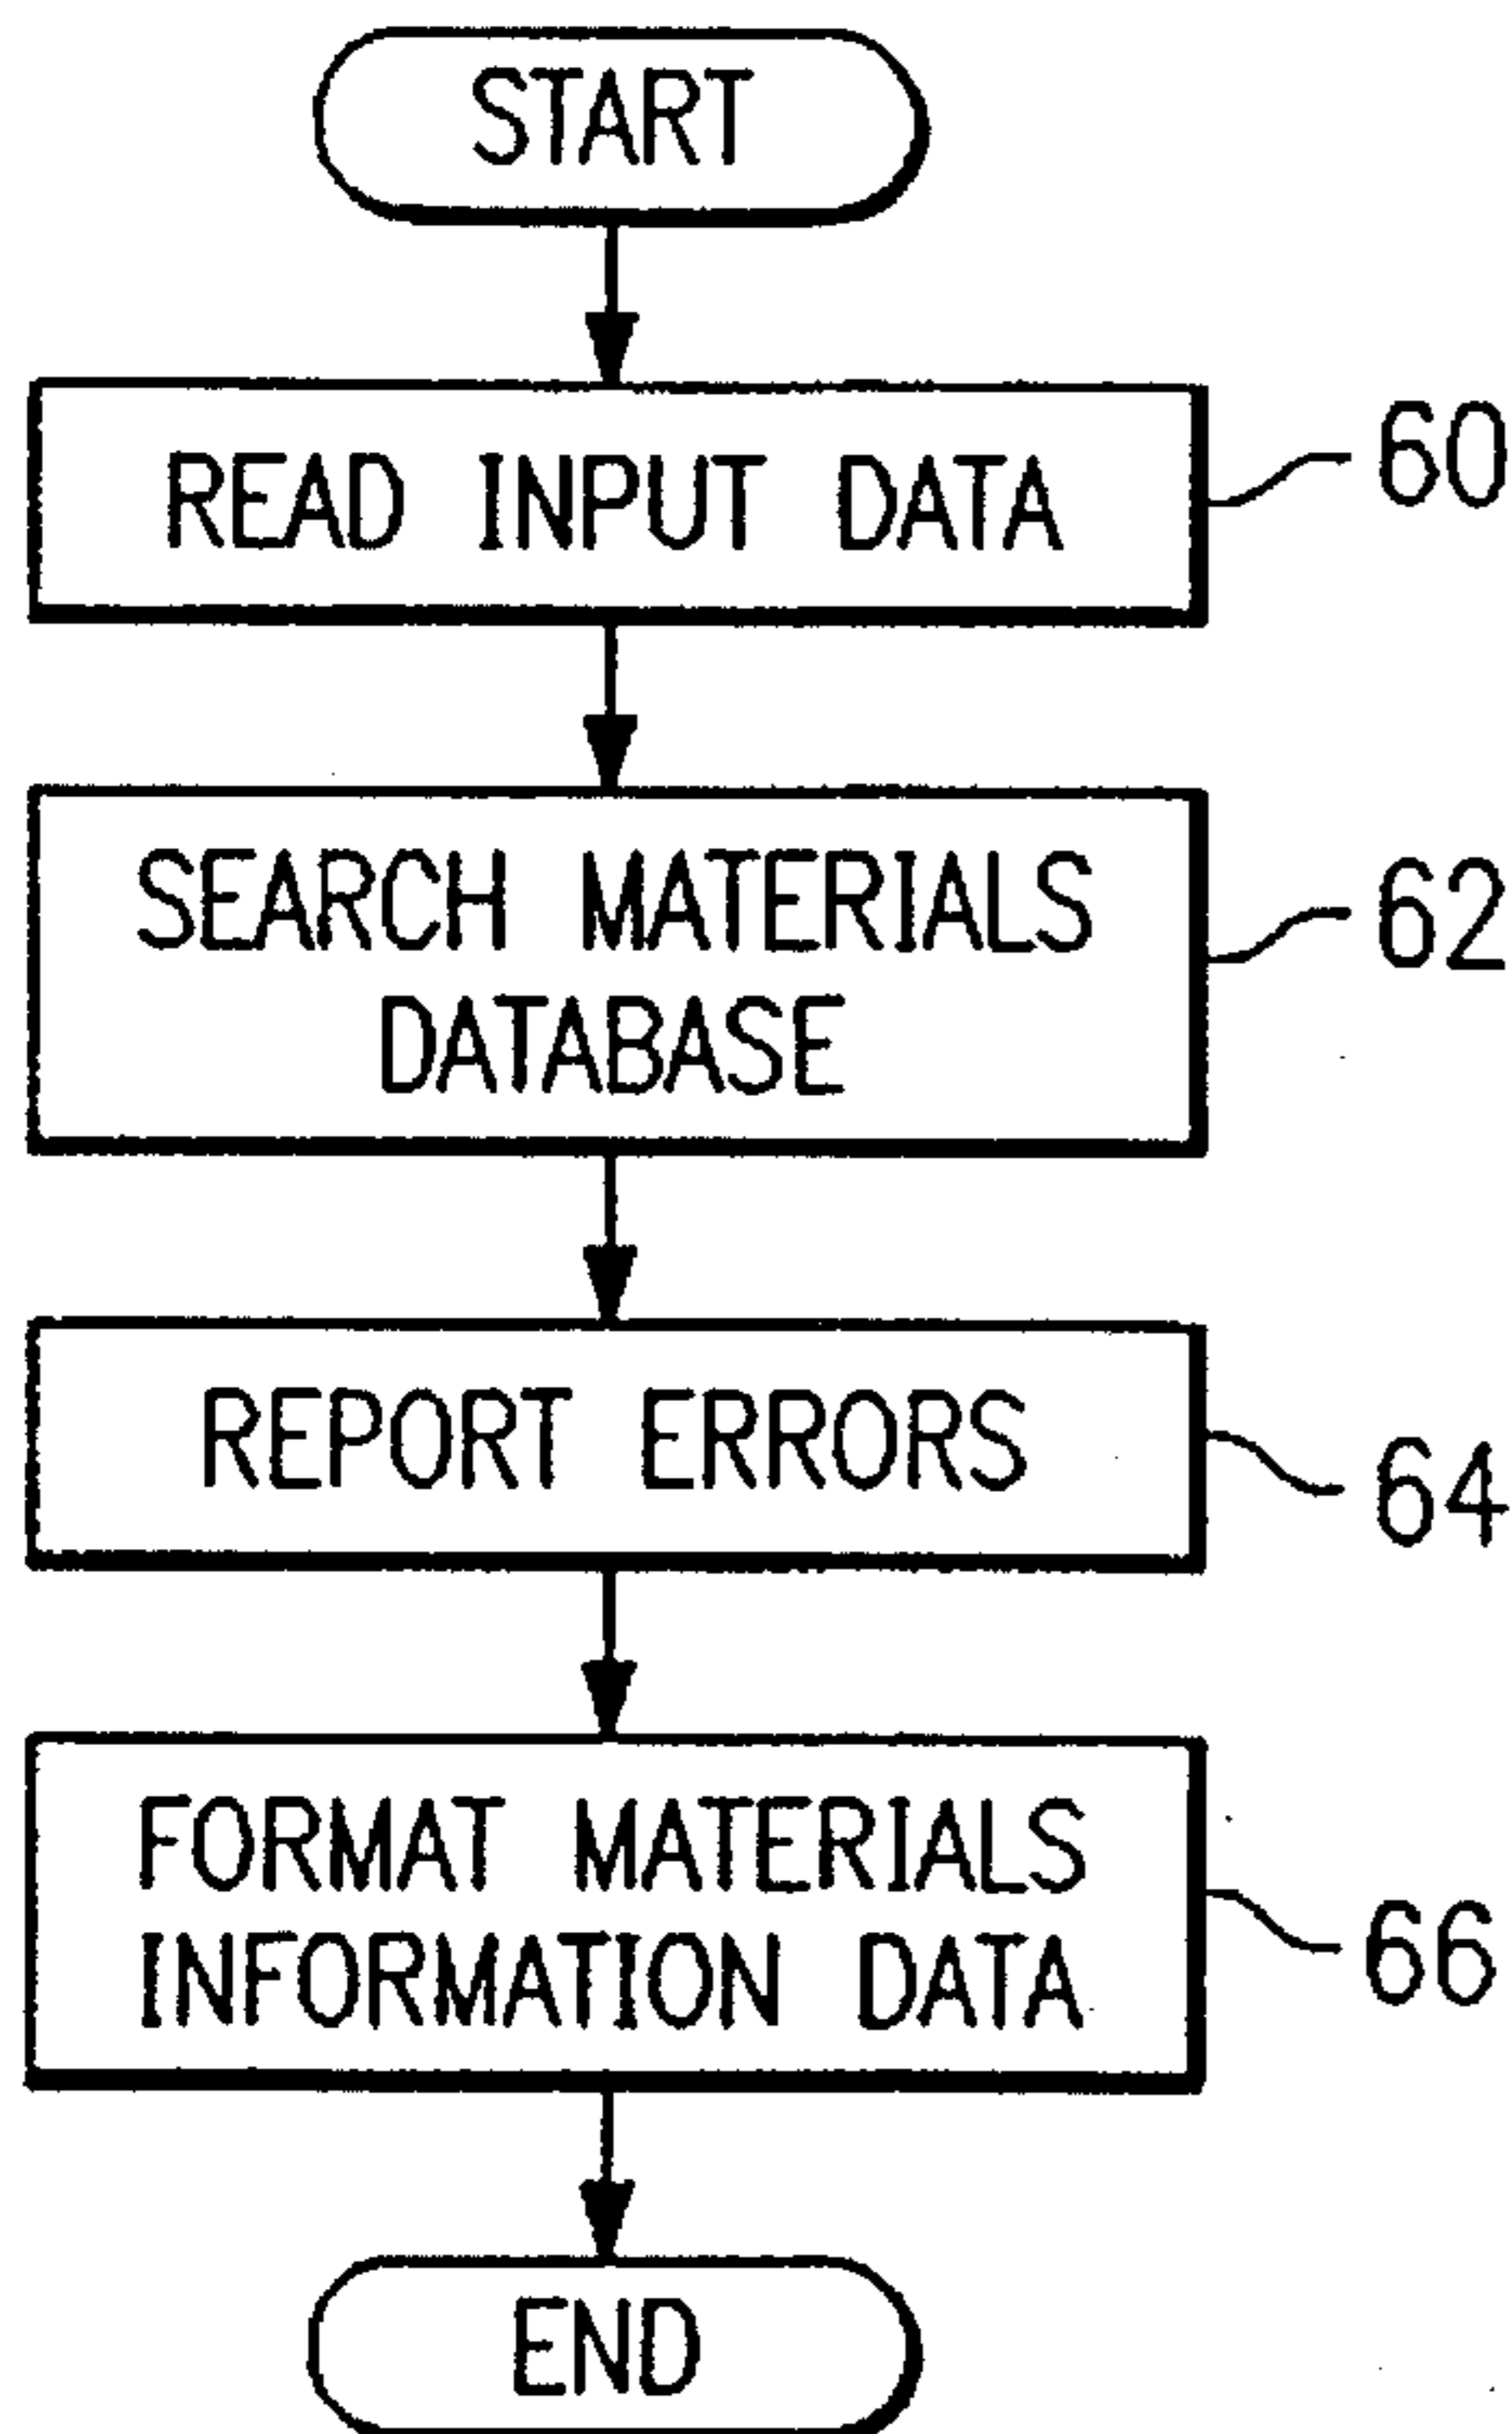 START
READ INPUT DATA
60
SEARCH MATERIALS
DATABASE
62
REPORT ERRORS
64
FORMAT MATERIALS
INFORMATION DATA
66
END